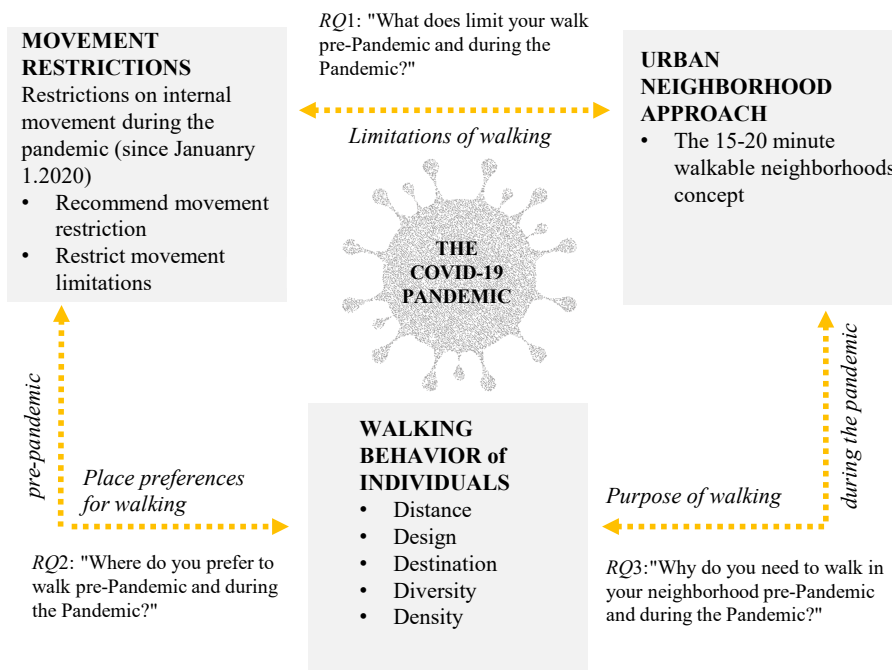 MOVEMENT
RESTRICTIONS
Restrictions on internal
movement during the
pandemic (since Januanry
1.2020)
• Recommend movement
restriction
• Restrict movement
limitations
RQ1: "What does limit your walk
pre-Pandemic and during the
Pandemic?"
Limitations of walking
URBAN
NEIGHBORHOOD
APPROACH
• The 15-20 minute
walkable neighborhoods
concept
THE
COVID-19
PANDEMIC
pre-pandemic
Place preferences
for walking
RQ2: "Where do you prefer to
walk pre-Pandemic and during
the Pandemic?"
WALKING
BEHAVIOR of
INDIVIDUALS
• Distance
• Design
• Destination
• Diversity
• Density
during the pandemic
Purpose of walking
RQ3:"Why do you need to walk in
your neighborhood pre-Pandemic
and during the Pandemic?"